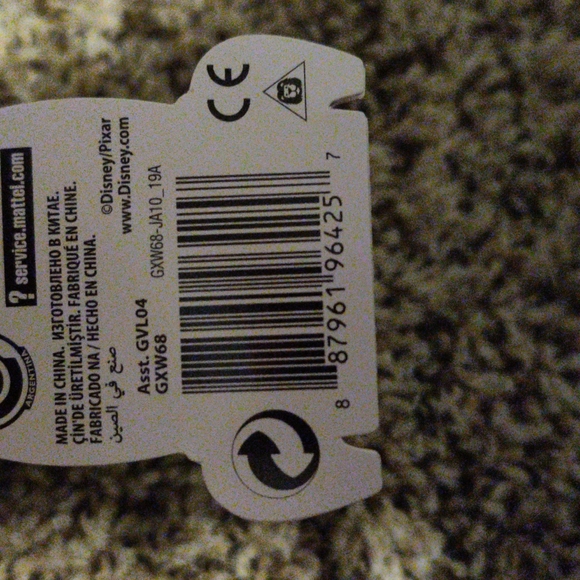 ? service.mattel.com
MADE IN CHINA. ИЗГОТОВЛЕНО В КИТАЕ.
ÇİN'DE ÜRETİLMİŞTİR. FABRIQUÉ EN CHINE.
FABRICADO NA / HECHO EN CHINA.
صنع في الصين
©Disney/Pixar
www.Disney.com
Asst. GVL04
GXW68
GXW68-JA10_19A
8 87961 96425 7
CE
ARGENTINA